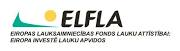 ELFLA
EIROPAS LAUKSAIMNIECĪBAS FONDS LAUKU ATTĪSTĪBAI:
EIROPA INVESTĒ LAUKU APVIDOS